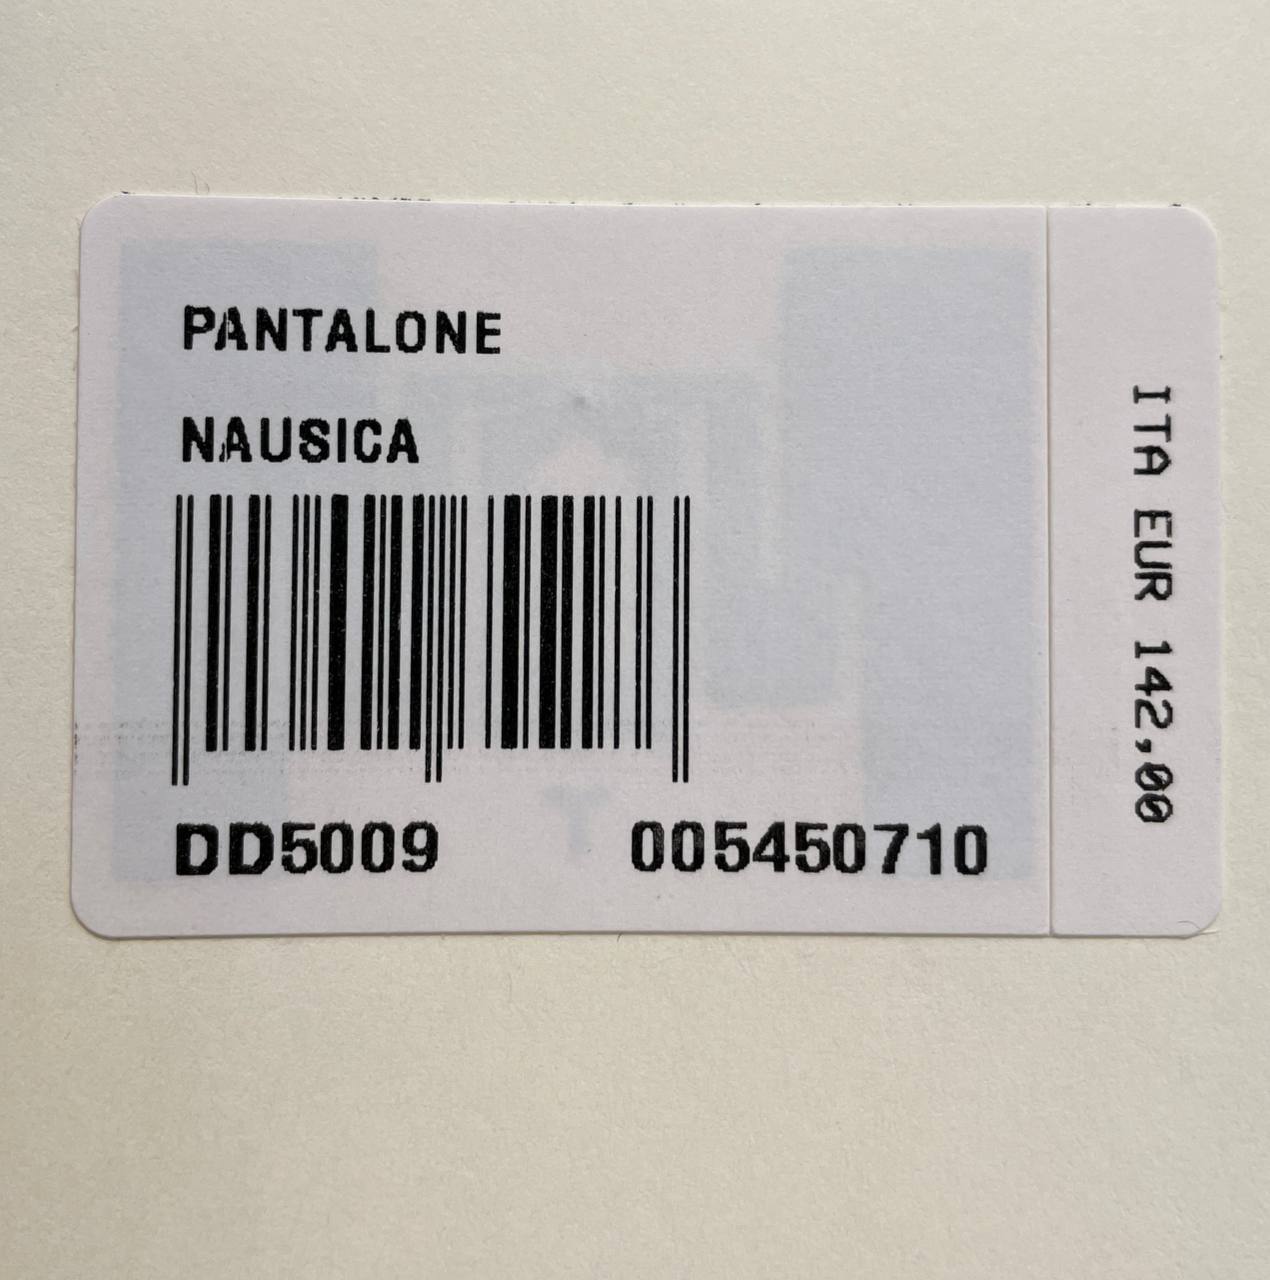 PANTALONE
NAUSICA
DD5009 005450710
ITA EUR 142,00